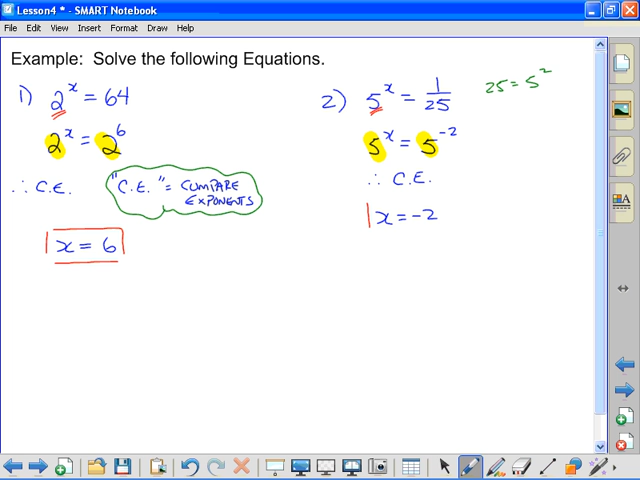 Lesson4 * - SMART Notebook
File Edit View Insert Format Draw Help
Example: Solve the following Equations.
1) 2^x = 64
2^x = 2^6
∴ C.E.
"C.E." = COMPARE
EXPONENTS
x = 6
2) 5^x = 1/25
25 = 5^2
5^x = 5^-2
∴ C.E.
x = -2